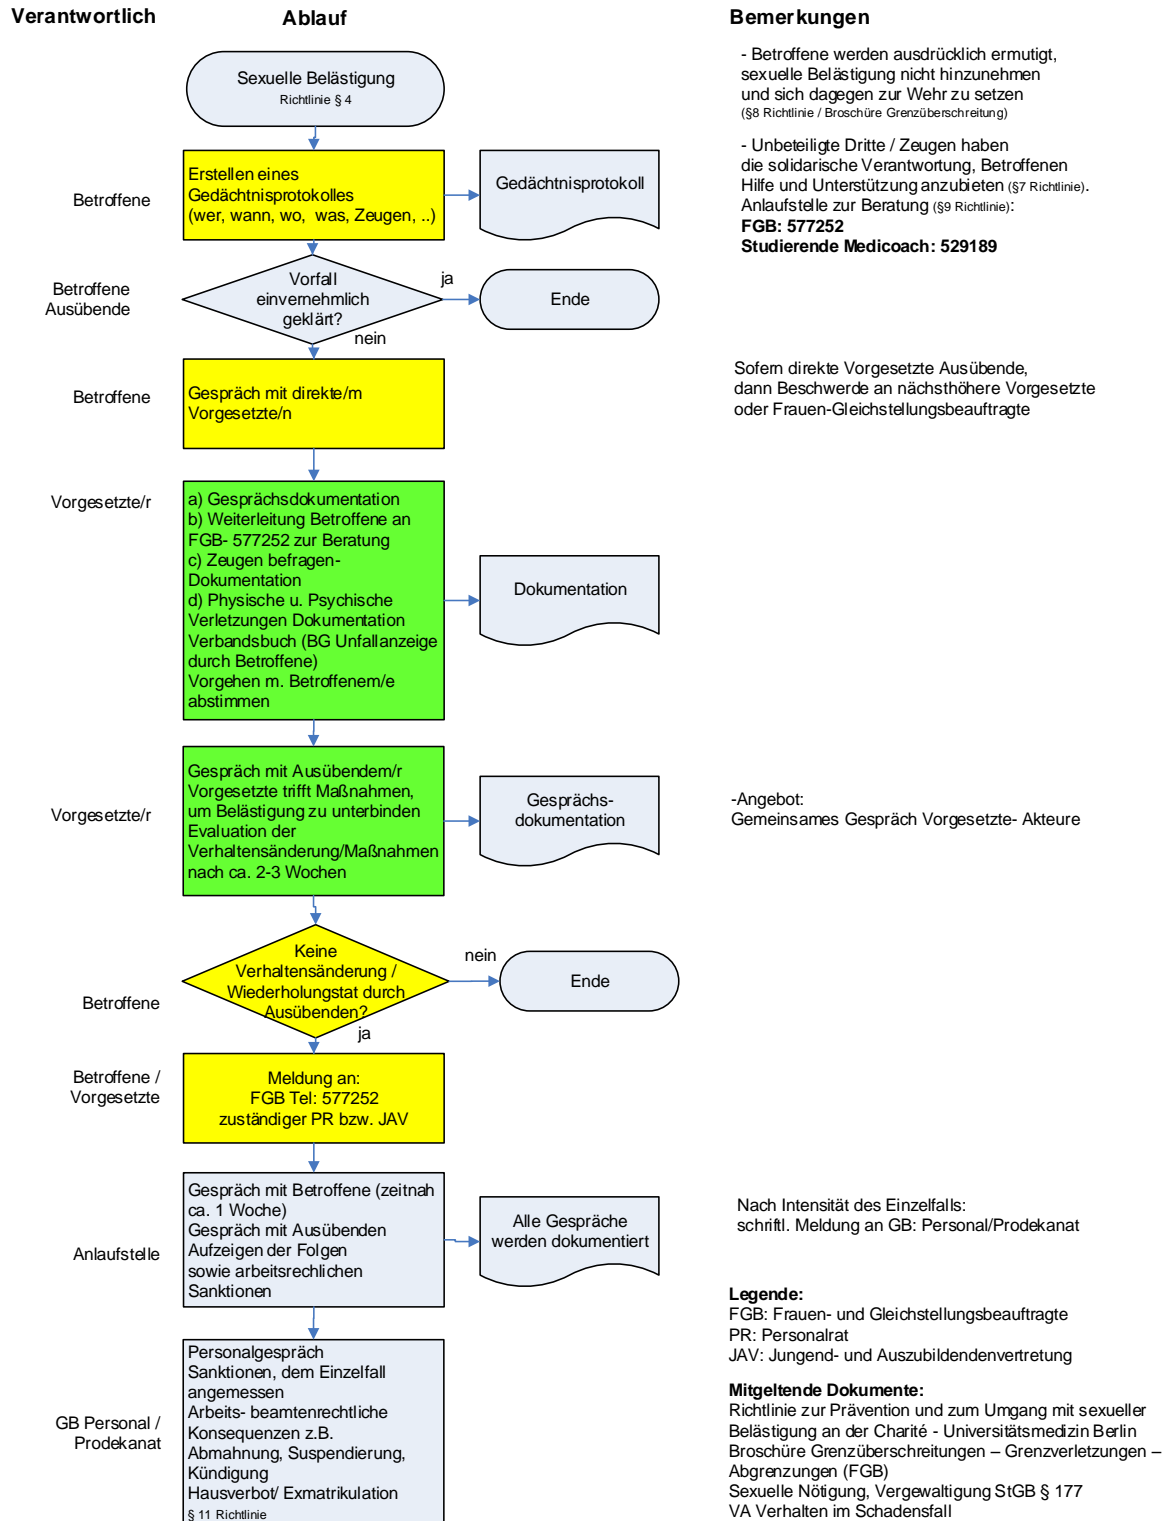 Verantwortlich
Ablauf
Bemerkungen
Sexuelle Belästigung
Richtlinie § 4
- Betroffene werden ausdrücklich ermutigt,
sexuelle Belästigung nicht hinzunehmen
und sich dagegen zur Wehr zu setzen
(§8 Richtlinie / Broschüre Grenzüberschreitung)
- Unbeteiligte Dritte / Zeugen haben
die solidarische Verantwortung, Betroffenen
Hilfe und Unterstützung anzubieten (§7 Richtlinie).
Anlaufstelle zur Beratung (§9 Richtlinie):
FGB: 577252
Studierende Medicoach: 529189
Betroffene
Erstellen eines
Gedächtnisprotokolles
(wer, wann, wo, was, Zeugen, ..)
Gedächtnisprotokoll
Betroffene
Ausübende
Vorfall
einvernehmlich
geklärt?
ja
Ende
nein
Betroffene
Gespräch mit direkte/m
Vorgesetzte/n
Sofern direkte Vorgesetzte Ausübende,
dann Beschwerde an nächsthöhere Vorgesetzte
oder Frauen-Gleichstellungsbeauftragte
Vorgesetzte/r
a) Gesprächsdokumentation
b) Weiterleitung Betroffene an
FGB- 577252 zur Beratung
c) Zeugen befragen-
Dokumentation
d) Physische u. Psychische
Verletzungen Dokumentation
Verbandsbuch (BG Unfallanzeige
durch Betroffene)
Vorgehen m. Betroffenem/e
abstimmen
Dokumentation
Vorgesetzte/r
Gespräch mit Ausübendem/r
Vorgesetzte trifft Maßnahmen,
um Belästigung zu unterbinden
Evaluation der
Verhaltensänderung/Maßnahmen
nach ca. 2-3 Wochen
Gesprächs-
dokumentation
-Angebot:
Gemeinsames Gespräch Vorgesetzte- Akteure
Betroffene
Keine
Verhaltensänderung /
Wiederholungstat durch
Ausübenden?
nein
Ende
ja
Betroffene /
Vorgesetzte
Meldung an:
FGB Tel: 577252
zuständiger PR bzw. JAV
Anlaufstelle
Gespräch mit Betroffene (zeitnah
ca. 1 Woche)
Gespräch mit Ausübenden
Aufzeigen der Folgen
sowie arbeitsrechlichen
Sanktionen
Alle Gespräche
werden dokumentiert
Nach Intensität des Einzelfalls:
schriftl. Meldung an GB: Personal/Prodekanat
GB Personal /
Prodekanat
Personalgespräch
Sanktionen, dem Einzelfall
angemessen
Arbeits- beamtenrechtliche
Konsequenzen z.B.
Abmahnung, Suspendierung,
Kündigung
Hausverbot/ Exmatrikulation
§ 11 Richtlinie
Legende:
FGB: Frauen- und Gleichstellungsbeauftragte
PR: Personalrat
JAV: Jungend- und Auszubildendenvertretung
Mitgeltende Dokumente:
Richtlinie zur Prävention und zum Umgang mit sexueller
Belästigung an der Charité - Universitätsmedizin Berlin
Broschüre Grenzüberschreitungen – Grenzverletzungen –
Abgrenzungen (FGB)
Sexuelle Nötigung, Vergewaltigung StGB § 177
VA Verhalten im Schadensfall